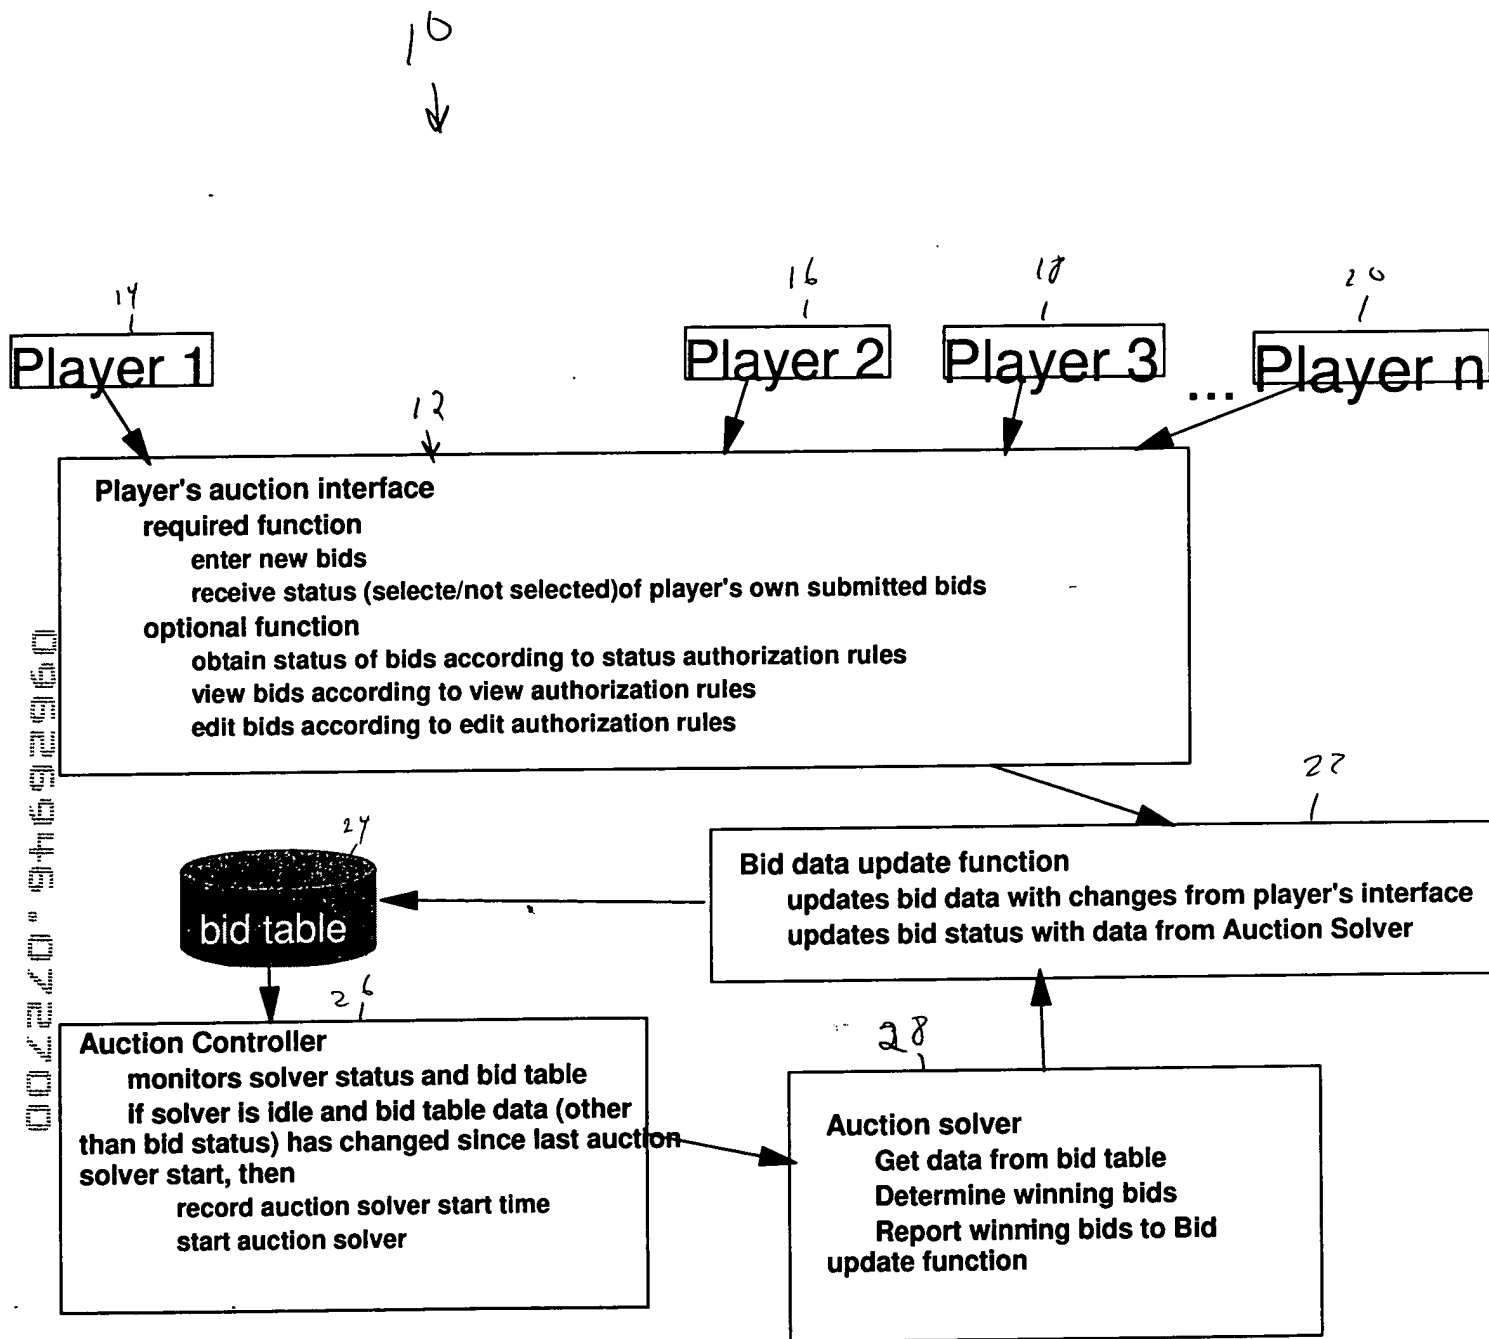 10
14
16
18
20
Player 1
Player 2
Player 3
... Player n
12
Player's auction interface
required function
enter new bids
receive status (selecte/not selected)of player's own submitted bids
optional function
obtain status of bids according to status authorization rules
view bids according to view authorization rules
edit bids according to edit authorization rules
09626946.072700
22
Bid data update function
updates bid data with changes from player's interface
updates bid status with data from Auction Solver
24
bid table
26
Auction Controller
monitors solver status and bid table
if solver is idle and bid table data (other
than bid status) has changed since last auction
solver start, then
record auction solver start time
start auction solver
28
Auction solver
Get data from bid table
Determine winning bids
Report winning bids to Bid
update function